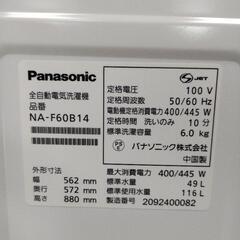 Panasonic
全自動電気洗濯機
品番
NA-F60B14
外形寸法
幅 562 mm
奥行 572 mm
高さ 880 mm
JET
定格電圧 100 V
定格周波数 50/60 Hz
定格消費電力 電動機 400/445 W
定格時間 洗いのみ 10 分
標準洗濯容量 6.0 kg
パナソニック株式会社
中国製
最大消費電力 400/445 W
標準水量 49 L
標準使用水量 116 L
製造番号 2092400082